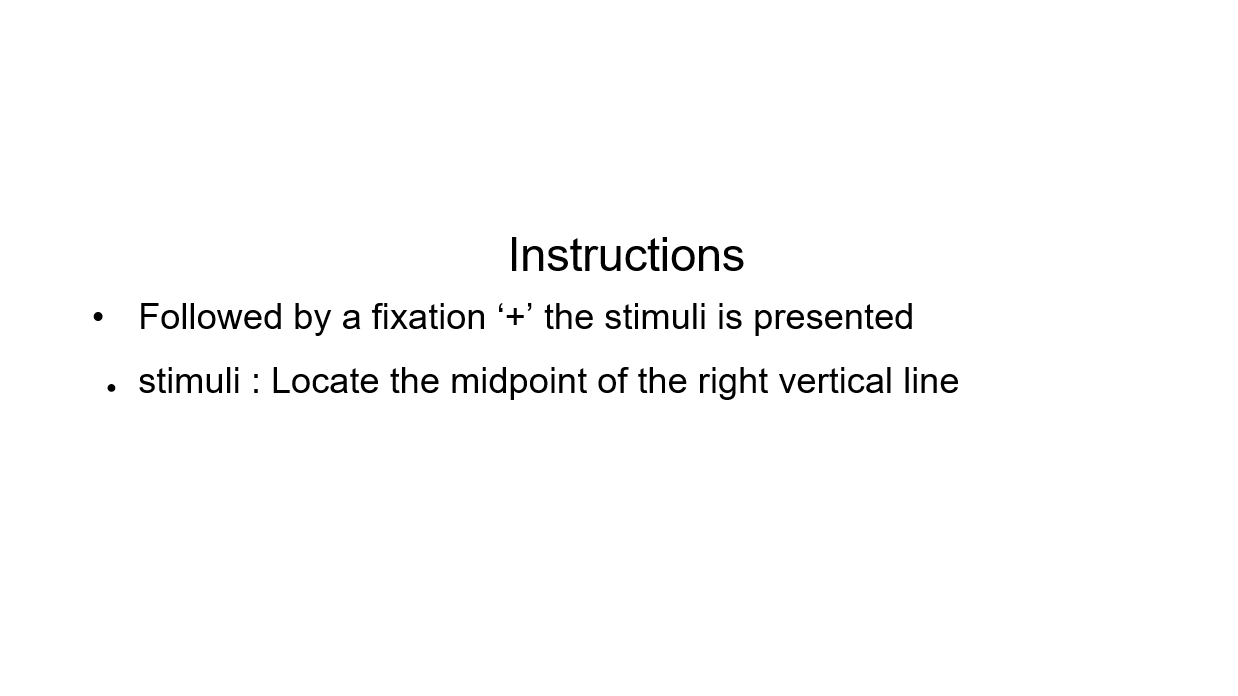 Instructions
• Followed by a fixation ‘+’ the stimuli is presented
• stimuli : Locate the midpoint of the right vertical line